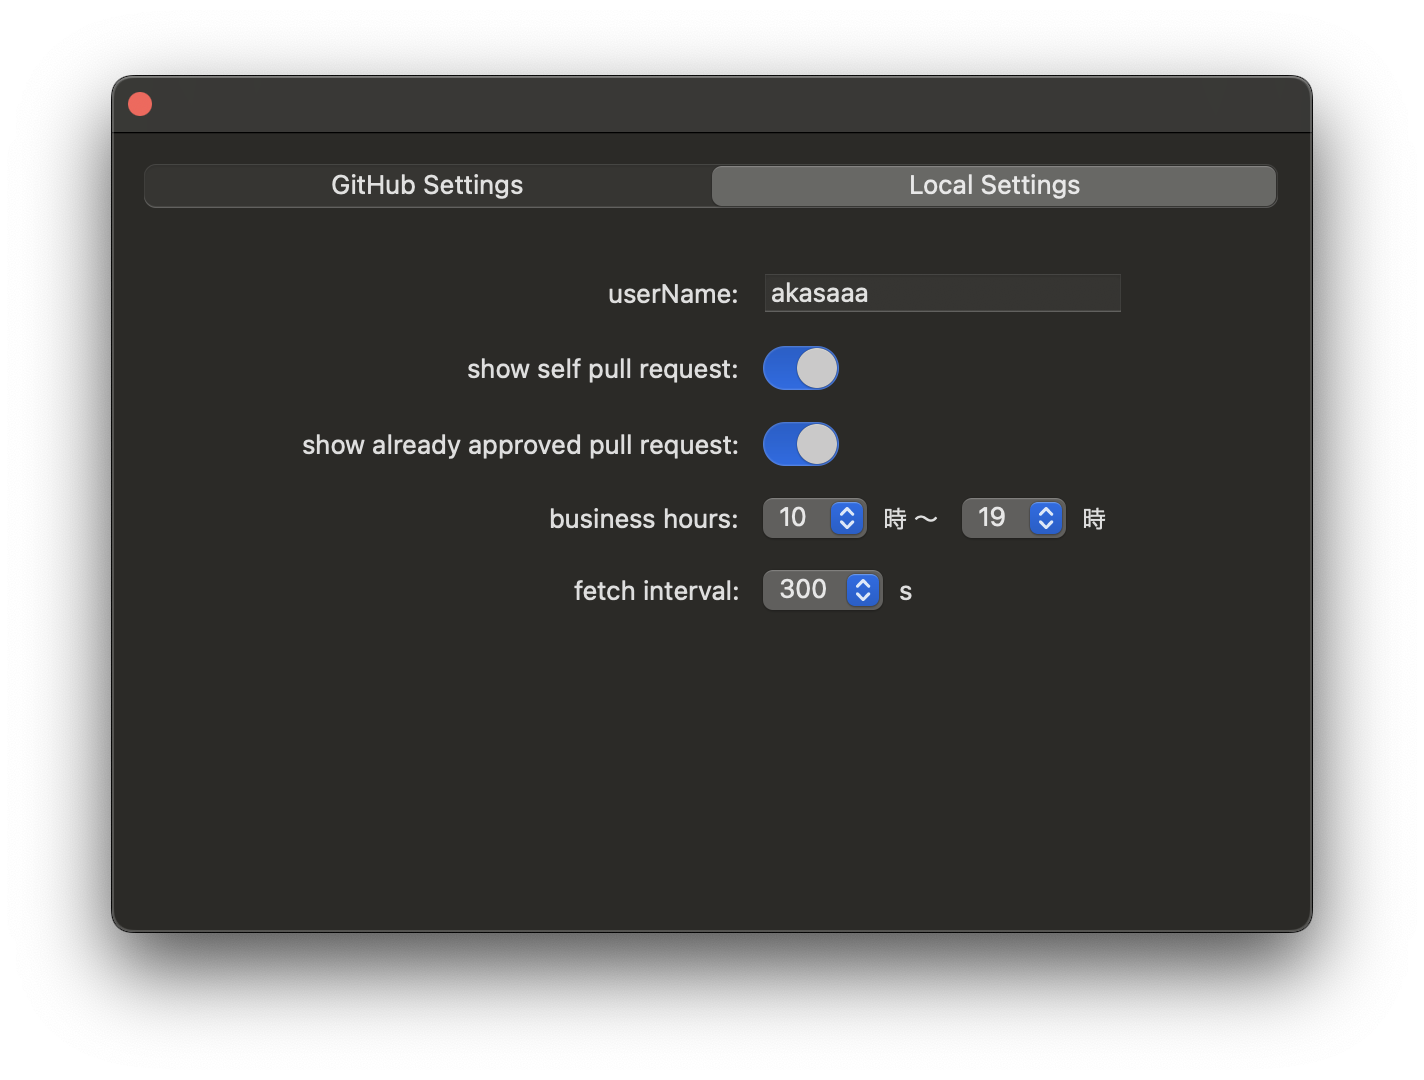 GitHub Settings Local Settings
userName: akasaaa
show self pull request:
show already approved pull request:
business hours: 10 時〜 19 時
fetch interval: 300 s